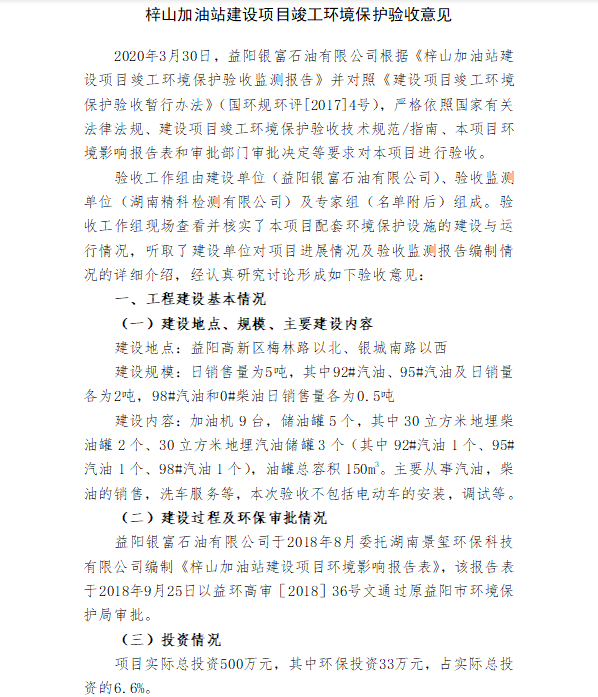 梓山加油站建设项目竣工环境保护验收意见
2020年3月30日，益阳银富石油有限公司根据《梓山加油站建
设项目竣工环境保护验收监测报告》并对照《建设项目竣工环境
保护验收暂行办法》（国环规环评[2017]4号），严格依照国家有关
法律法规、建设项目竣工环境保护验收技术规范/指南、本项目环
境影响报告表和审批部门审批决定等要求对本项目进行验收。
验收工作组由建设单位（益阳银富石油有限公司）、验收监测
单位（湖南精科检测有限公司）及专家组（名单附后）组成。验
收工作组现场查看并核实了本项目配套环境保护设施的建设与运
行情况，听取了建设单位对项目进展情况及验收监测报告编制情
况的详细介绍，经认真研究讨论形成如下验收意见：
一、工程建设基本情况
（一）建设地点、规模、主要建设内容
建设地点：益阳高新区梅林路以北、银城南路以西
建设规模：日销售量为5吨，其中92#汽油、95#汽油及日销量
各为2吨，98#汽油和0#柴油日销售量各为0.5吨
建设内容：加油机 9 台，储油罐 5 个，其中 30 立方米地埋柴
油罐 2 个、30 立方米地埋汽油储罐 3 个（其中 92#汽油 1 个、95#
汽油 1 个、98#汽油 1 个），油罐总容积 150m³。主要从事汽油，柴
油的销售，洗车服务等，本次验收不包括电动车的安装，调试等。
（二）建设过程及环保审批情况
益阳银富石油有限公司于2018年8月委托湖南景玺环保科技
有限公司编制《梓山加油站建设项目环境影响报告表》，该报告表
于2018年9月25日以益环高审［2018］36号文通过原益阳市环境保
护局审批。
（三）投资情况
项目实际总投资500万元，其中环保投资33万元，占实际总投
资的6.6%。